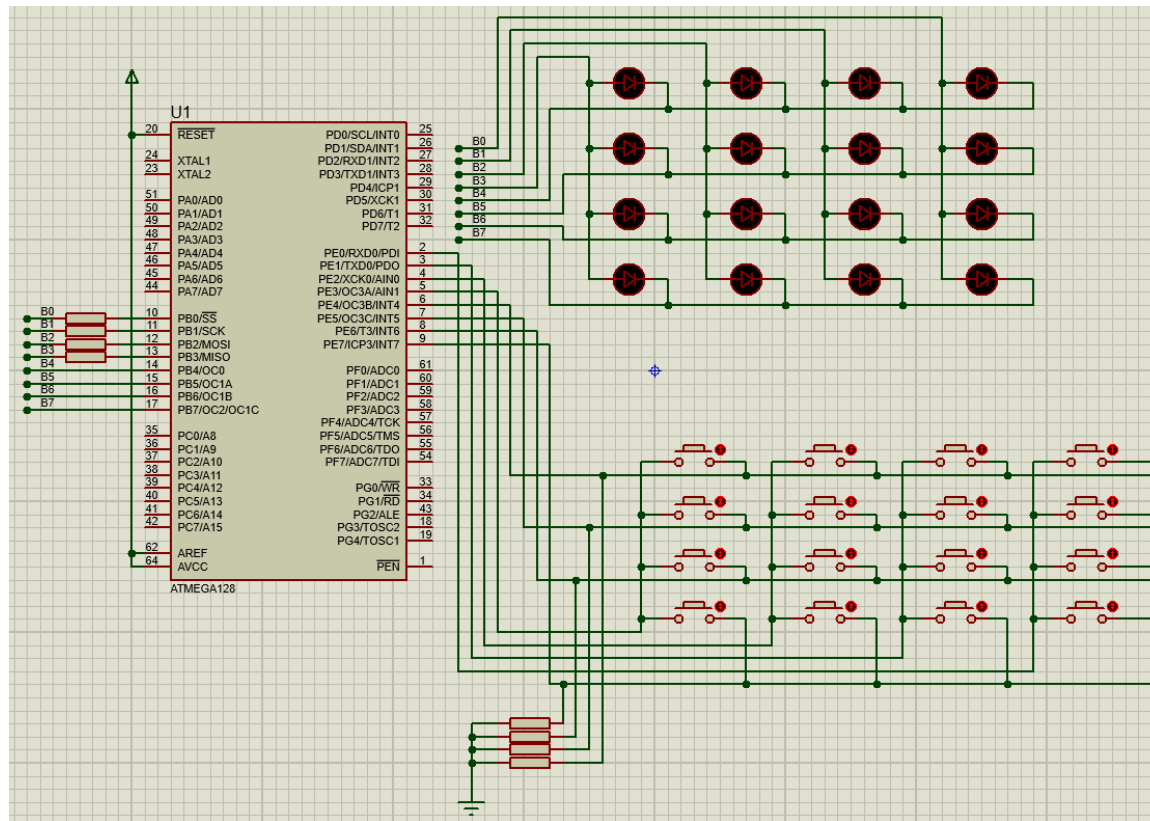 U1
20 RESET
24 XTAL1
23 XTAL2
51 PA0/AD0
50 PA1/AD1
49 PA2/AD2
48 PA3/AD3
47 PA4/AD4
46 PA5/AD5
45 PA6/AD6
44 PA7/AD7
B0 10 PB0/SS
B1 11 PB1/SCK
B2 12 PB2/MOSI
B3 13 PB3/MISO
B4 14 PB4/OC0
B5 15 PB5/OC1A
B6 16 PB6/OC1B
B7 17 PB7/OC2/OC1C
35 PC0/A8
36 PC1/A9
37 PC2/A10
38 PC3/A11
39 PC4/A12
40 PC5/A13
41 PC6/A14
42 PC7/A15
62 AREF
64 AVCC
PD0/SCL/INT0 25
PD1/SDA/INT1 26
PD2/RXD1/INT2 27
PD3/TXD1/INT3 28
PD4/ICP1 29
PD5/XCK1 30
PD6/T1 31
PD7/T2 32
PE0/RXD0/PDI 2
PE1/TXD0/PDO 3
PE2/XCK0/AIN0 4
PE3/OC3A/AIN1 5
PE4/OC3B/INT4 6
PE5/OC3C/INT5 7
PE6/T3/INT6 8
PE7/ICP3/INT7 9
PF0/ADC0 61
PF1/ADC1 60
PF2/ADC2 59
PF3/ADC3 58
PF4/ADC4/TCK 57
PF5/ADC5/TMS 56
PF6/ADC6/TDO 55
PF7/ADC7/TDI 54
PG0/WR 33
PG1/RD 34
PG2/ALE 43
PG3/TOSC2 18
PG4/TOSC1 19
PEN 1
ATMEGA128
B0
B1
B2
B3
B4
B5
B6
B7